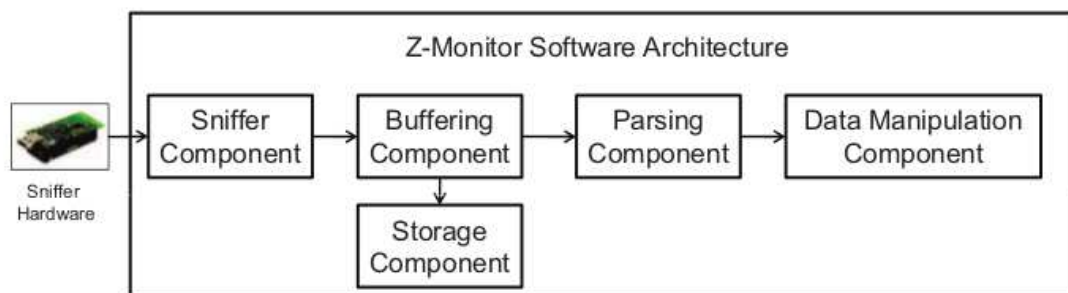 Z-Monitor Software Architecture
Sniffer
Component
Buffering
Component
Parsing
Component
Data Manipulation
Component
Sniffer
Hardware
Storage
Component